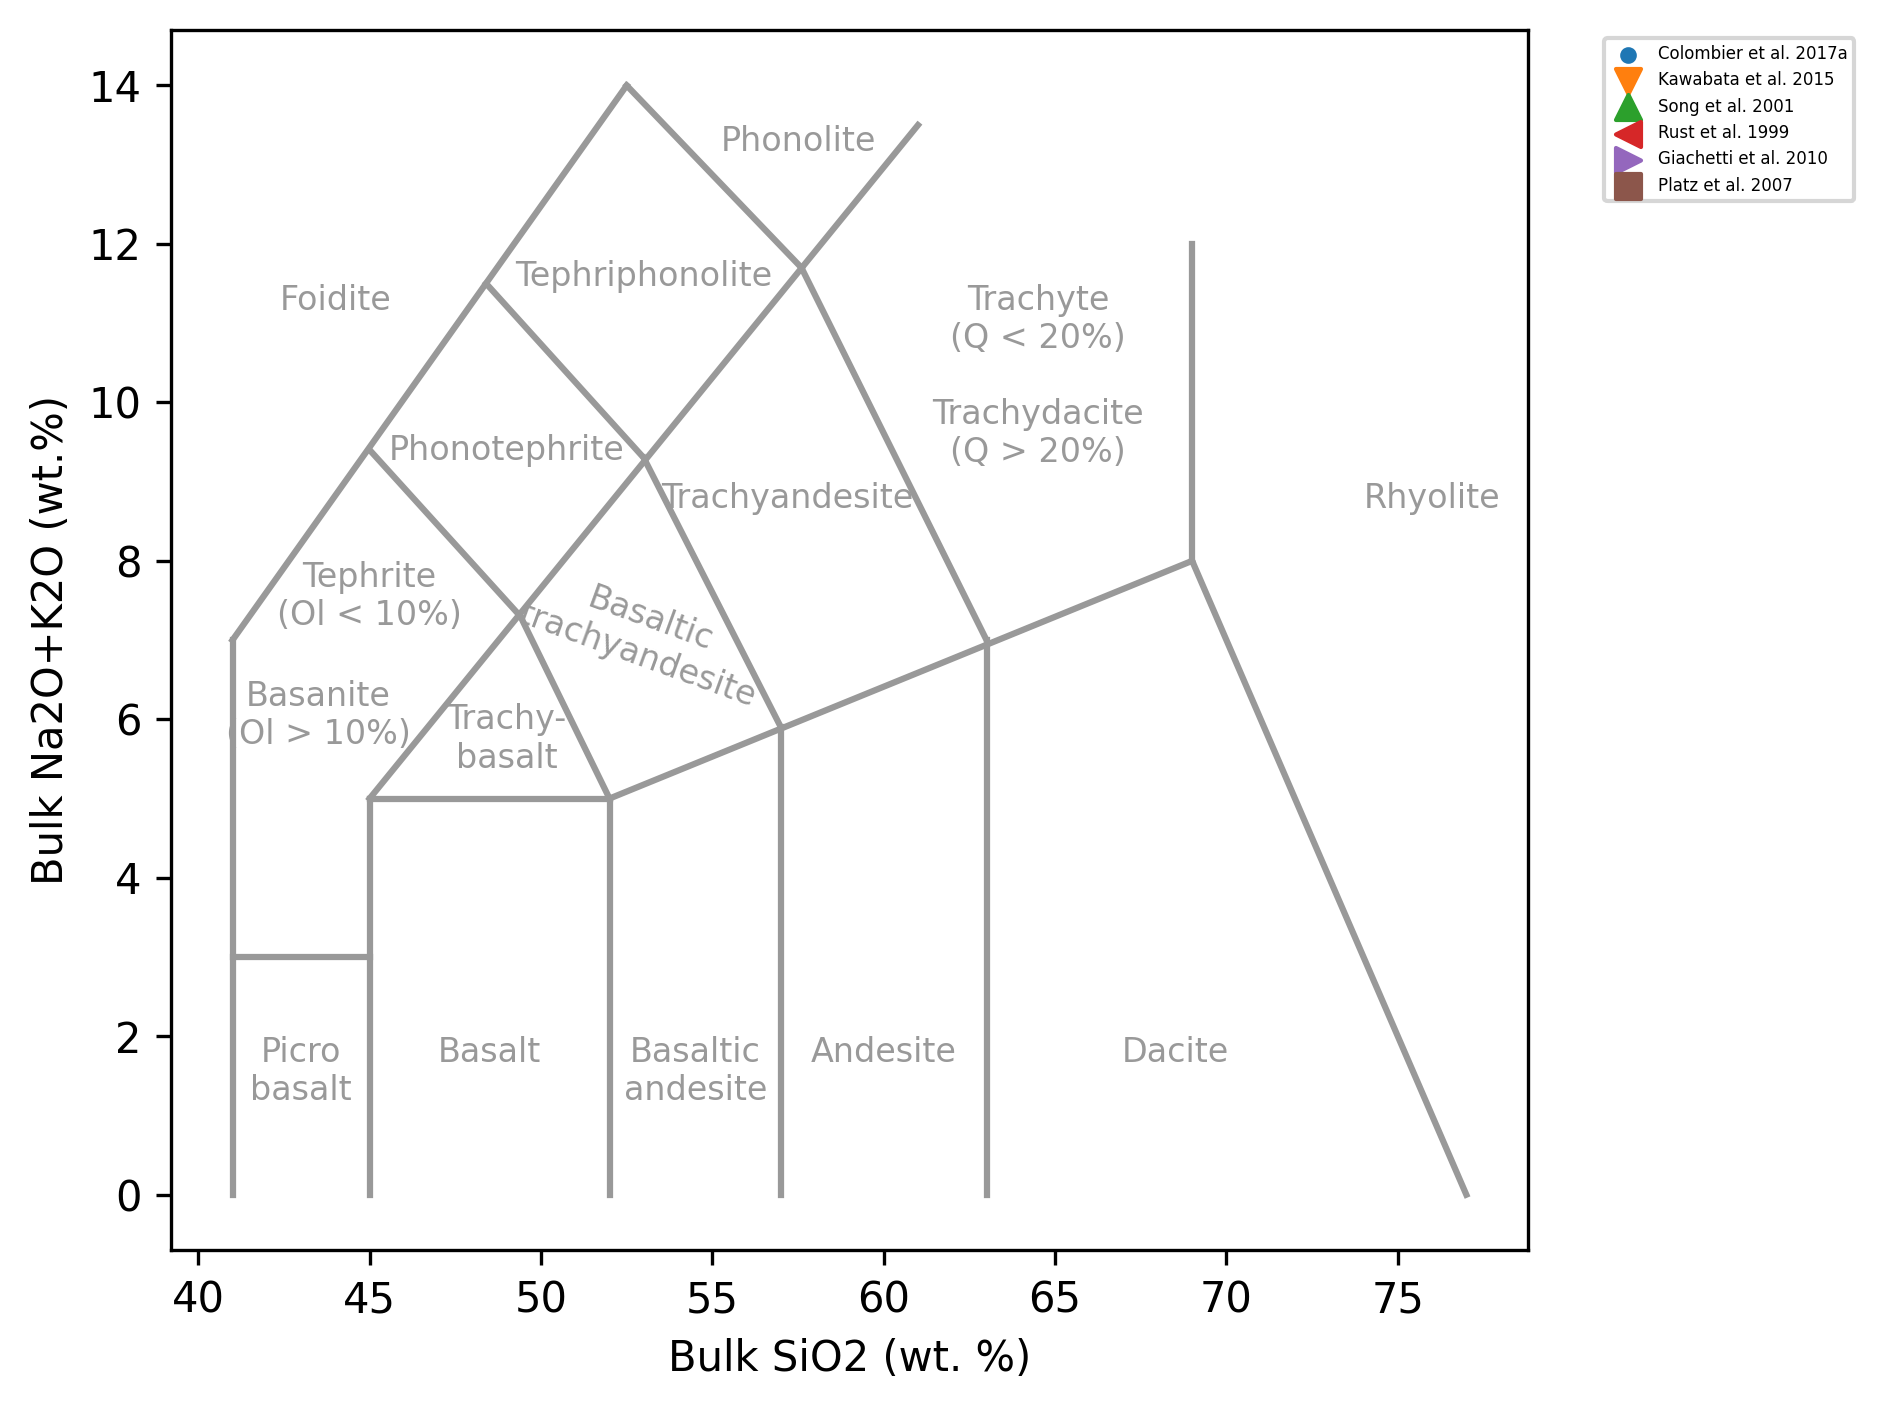 Colombier et al. 2017a
Kawabata et al. 2015
Song et al. 2001
Rust et al. 1999
Giachetti et al. 2010
Platz et al. 2007
Phonolite
Tephriphonolite
Foidite
Trachyte
(Q < 20%)
Trachydacite
(Q > 20%)
Phonotephrite
Trachyandesite
Rhyolite
Tephrite
(Ol < 10%)
Basaltic
trachyandesite
Basanite
(Ol > 10%)
Trachy-
basalt
Picro
basalt
Basalt
Basaltic
andesite
Andesite
Dacite
14
12
10
8
6
4
2
0
Bulk Na2O+K2O (wt.%)
40 45 50 55 60 65 70 75
Bulk SiO2 (wt. %)